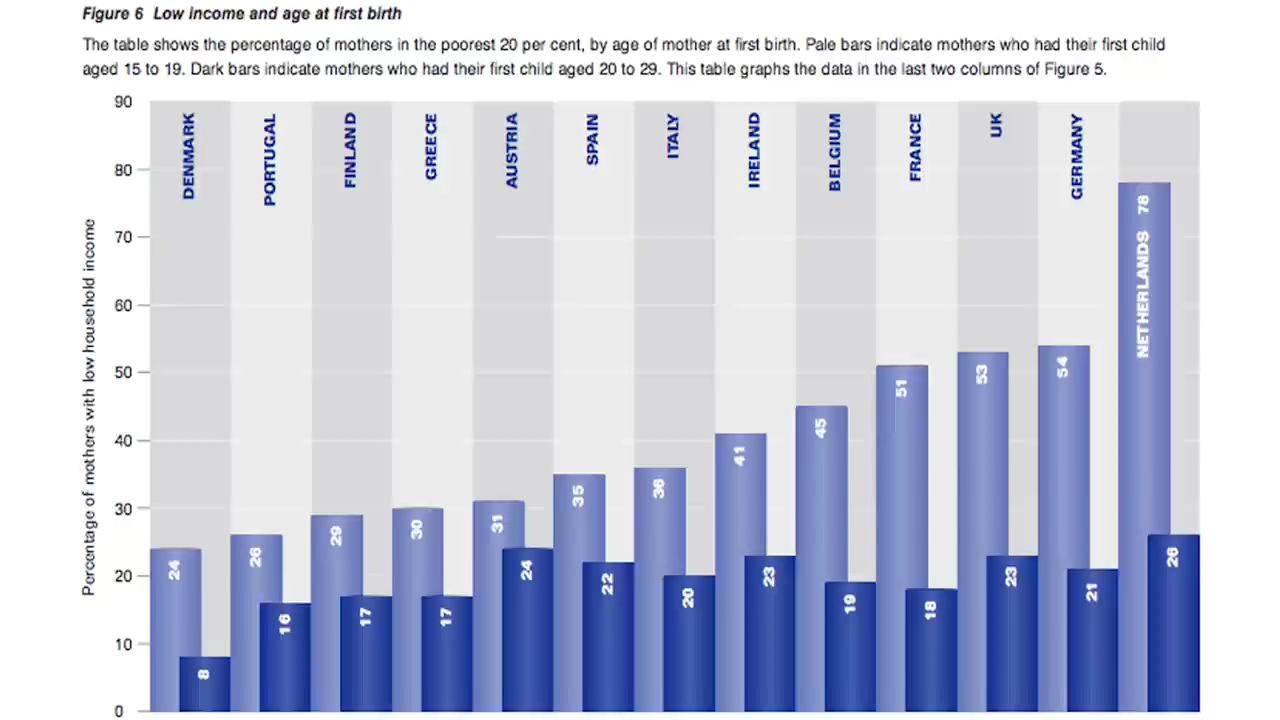 Figure 6 Low income and age at first birth
The table shows the percentage of mothers in the poorest 20 per cent, by age of mother at first birth. Pale bars indicate mothers who had their first child
aged 15 to 19. Dark bars indicate mothers who had their first child aged 20 to 29. This table graphs the data in the last two columns of Figure 5.
Percentage of mothers with low household income
90
80
70
60
50
40
30
20
10
0
DENMARK
PORTUGAL
FINLAND
GREECE
AUSTRIA
SPAIN
ITALY
IRELAND
BELGIUM
FRANCE
UK
GERMANY
NETHERLANDS 78
24
8
26
16
29
17
30
17
31
24
35
22
36
20
41
23
45
19
51
18
53
23
54
21
26